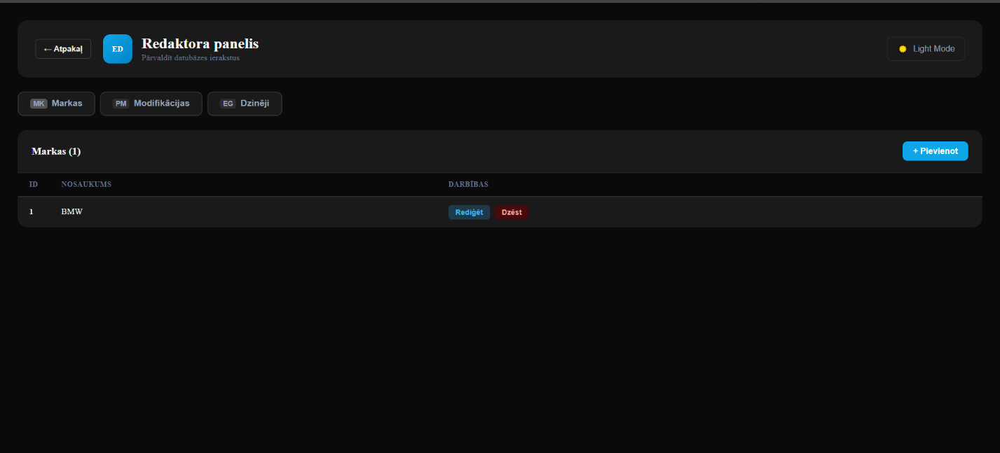 ← Atpakaļ
ED
Redaktora panelis
Pārvaldīt datubāzes ierakstus
Light Mode
MK Markas
PM Modifikācijas
EG Dzinēji
Markas (1)
+ Pievienot
ID NOSAUKUMS DARBĪBAS
1 BMW Rediģēt Dzēst